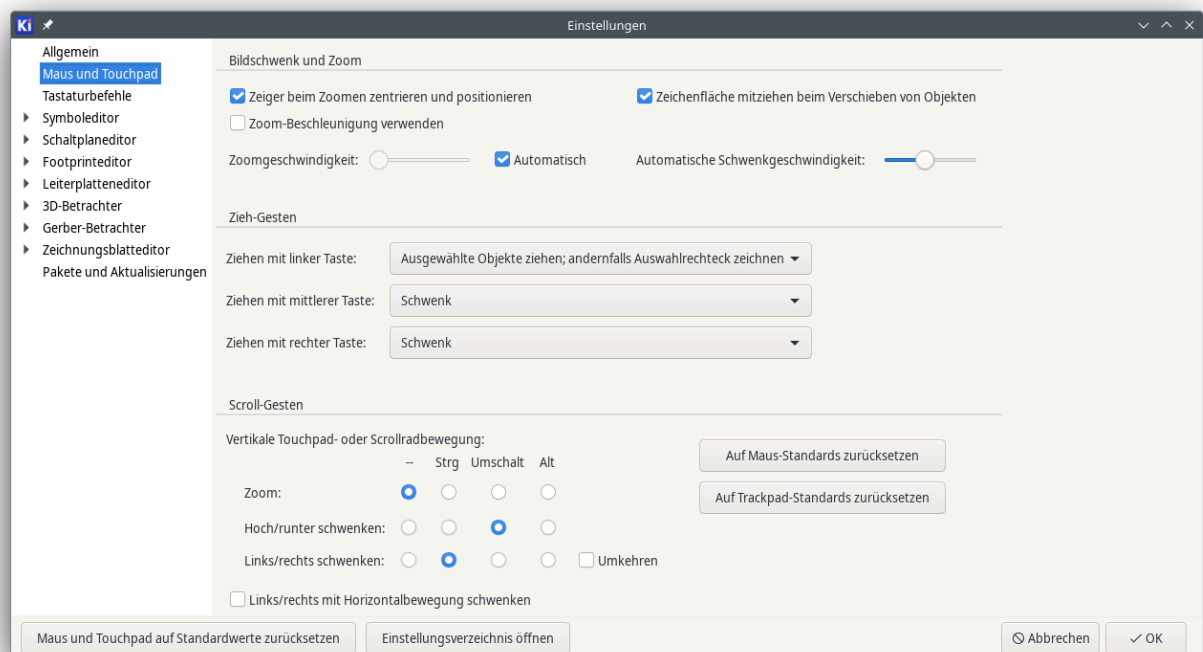 Ki
Einstellungen
Allgemein
Maus und Touchpad
Tastaturbefehle
Symboleditor
Schaltplaneditor
Footprinteditor
Leiterplatteneditor
3D-Betrachter
Gerber-Betrachter
Zeichnungsblatteditor
Pakete und Aktualisierungen
Bildschwenk und Zoom
Zeiger beim Zoomen zentrieren und positionieren
Zeichenfläche mitziehen beim Verschieben von Objekten
Zoom-Beschleunigung verwenden
Zoomgeschwindigkeit:
Automatisch
Automatische Schwenkgeschwindigkeit:
Zieh-Gesten
Ziehen mit linker Taste:
Ausgewählte Objekte ziehen; andernfalls Auswahlrechteck zeichnen
Ziehen mit mittlerer Taste:
Schwenk
Ziehen mit rechter Taste:
Schwenk
Scroll-Gesten
Vertikale Touchpad- oder Scrollradbewegung:
-- Strg Umschalt Alt
Zoom:
Hoch/runter schwenken:
Links/rechts schwenken:
Umkehren
Links/rechts mit Horizontalbewegung schwenken
Auf Maus-Standards zurücksetzen
Auf Trackpad-Standards zurücksetzen
Maus und Touchpad auf Standardwerte zurücksetzen
Einstellungsverzeichnis öffnen
Abbrechen
OK